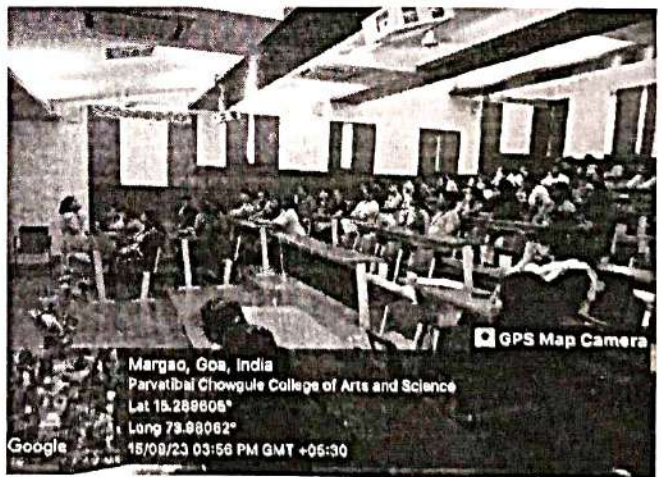 GPS Map Camera
Margao, Goa, India
Parvatibai Chowgule College of Arts and Science
Lat 15.289605°
Long 73.98062°
15/09/23 03:56 PM GMT +05:30
Google